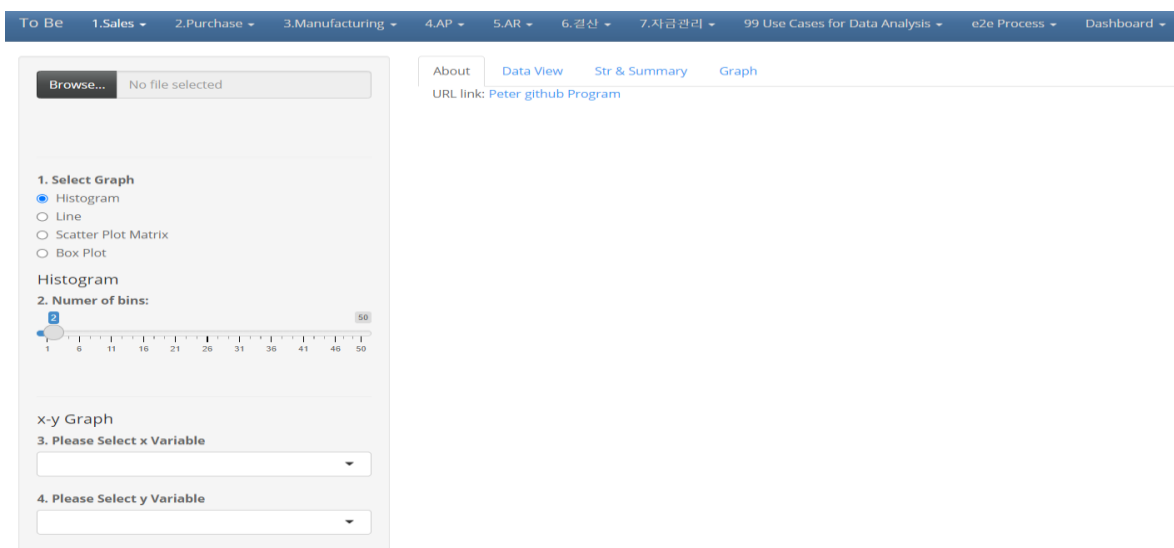 To Be 1.Sales 2.Purchase 3.Manufacturing 4.AP 5.AR 6.결산 7.자금관리 99 Use Cases for Data Analysis e2e Process Dashboard
Browse... No file selected
About Data View Str & Summary Graph
URL link: Peter github Program
1. Select Graph
Histogram
Line
Scatter Plot Matrix
Box Plot
Histogram
2. Numer of bins:
2 50
1 6 11 16 21 26 31 36 41 46 50
x-y Graph
3. Please Select x Variable
4. Please Select y Variable